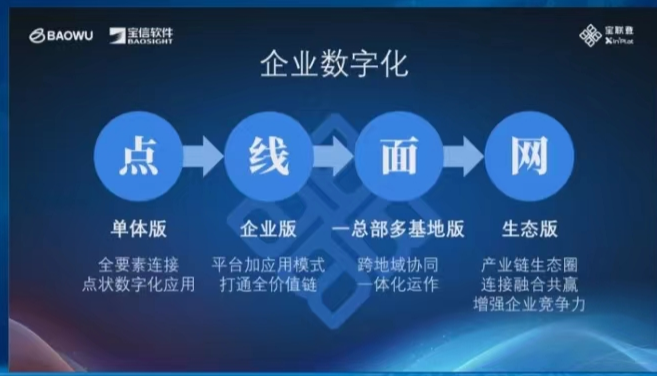 BAOWU
宝信软件
BAOSIGHT
宝联登
Xin³Plat
企业数字化
点
线
面
网
单体版
企业版
一总部多基地版
生态版
全要素连接
点状数字化应用
平台加应用模式
打通全价值链
跨地域协同
一体化运作
产业链生态圈
连接融合共赢
增强企业竞争力